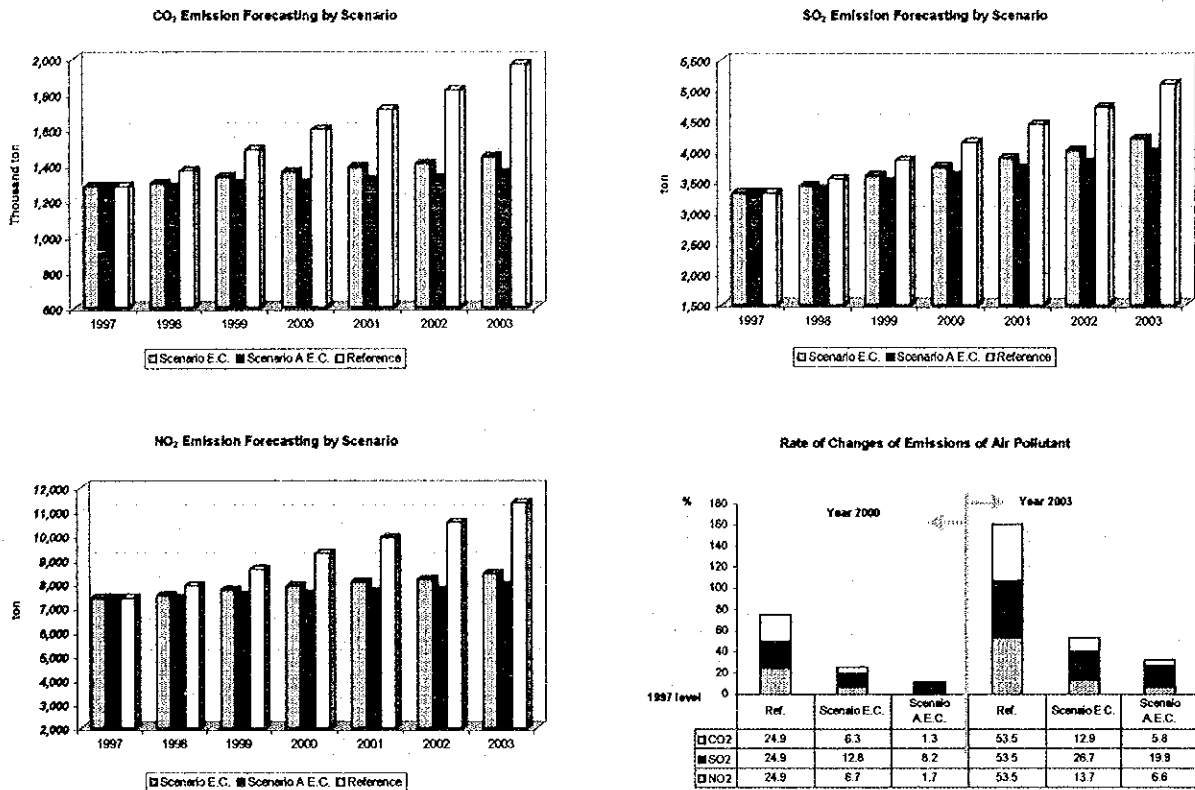 CO₂ Emission Forecasting by Scenario
2,000
1,800
1,600
1,400
1,200
1,000
800
600
Thousand ton
1997 1998 1999 2000 2001 2002 2003
Scenario E.C. Scenario A E.C. Reference
SO₂ Emission Forecasting by Scenario
5,500
5,000
4,500
4,000
3,500
3,000
2,500
2,000
1,500
ton
1997 1998 1999 2000 2001 2002 2003
Scenario E.C. Scenario A E.C. Reference
NO₂ Emission Forecasting by Scenario
12,000
11,000
10,000
9,000
8,000
7,000
6,000
5,000
4,000
3,000
2,000
ton
1997 1998 1999 2000 2001 2002 2003
Scenario E.C. Scenario A E.C. Reference
Rate of Changes of Emissions of Air Pollutant
%
Year 2000
Year 2003
180
160
140
120
100
80
60
40
20
0
1997 level
Ref. Scenaio E.C. Scenaio A.E.C. Ref. Scenaio E.C. Scenaio A.E.C.
CO2 24.9 6.3 1.3 53.5 12.9 5.8
SO2 24.9 12.8 8.2 53.5 26.7 19.9
NO2 24.9 6.7 1.7 53.5 13.7 6.6